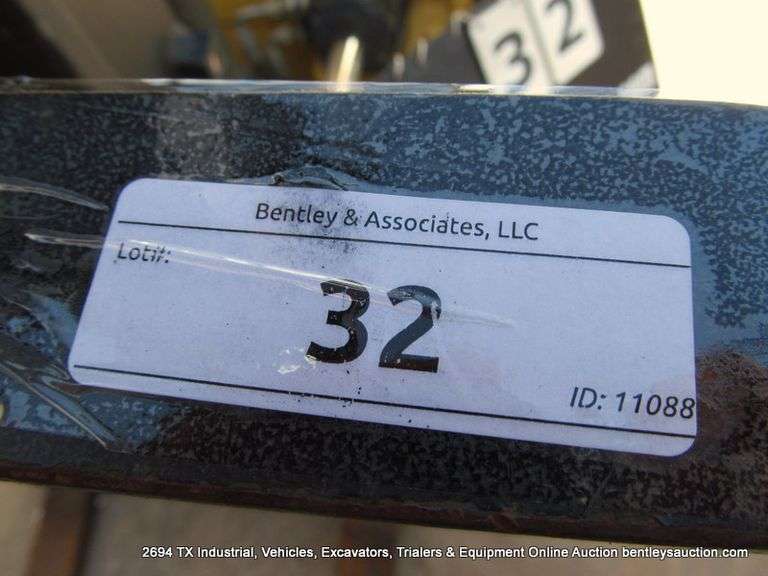 32
Bentley & Associates, LLC
Lot#:
32
ID: 11088
2694 TX Industrial, Vehicles, Excavators, Trialers & Equipment Online Auction bentleysauction.com